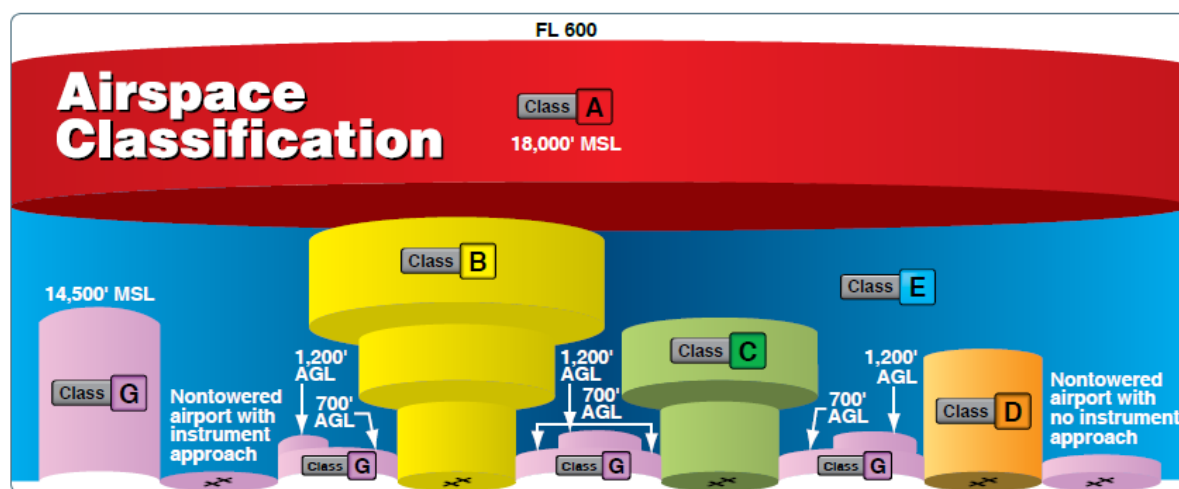 FL 600
Airspace
Classification
Class A
18,000' MSL
Class B
Class E
14,500' MSL
Class C
1,200'
AGL
1,200'
AGL
1,200'
AGL
Class G
Nontowered
airport with
instrument
approach
700'
AGL
700'
AGL
700'
AGL
Class D
Nontowered
airport with
no instrument
approach
Class G
Class G
Class G